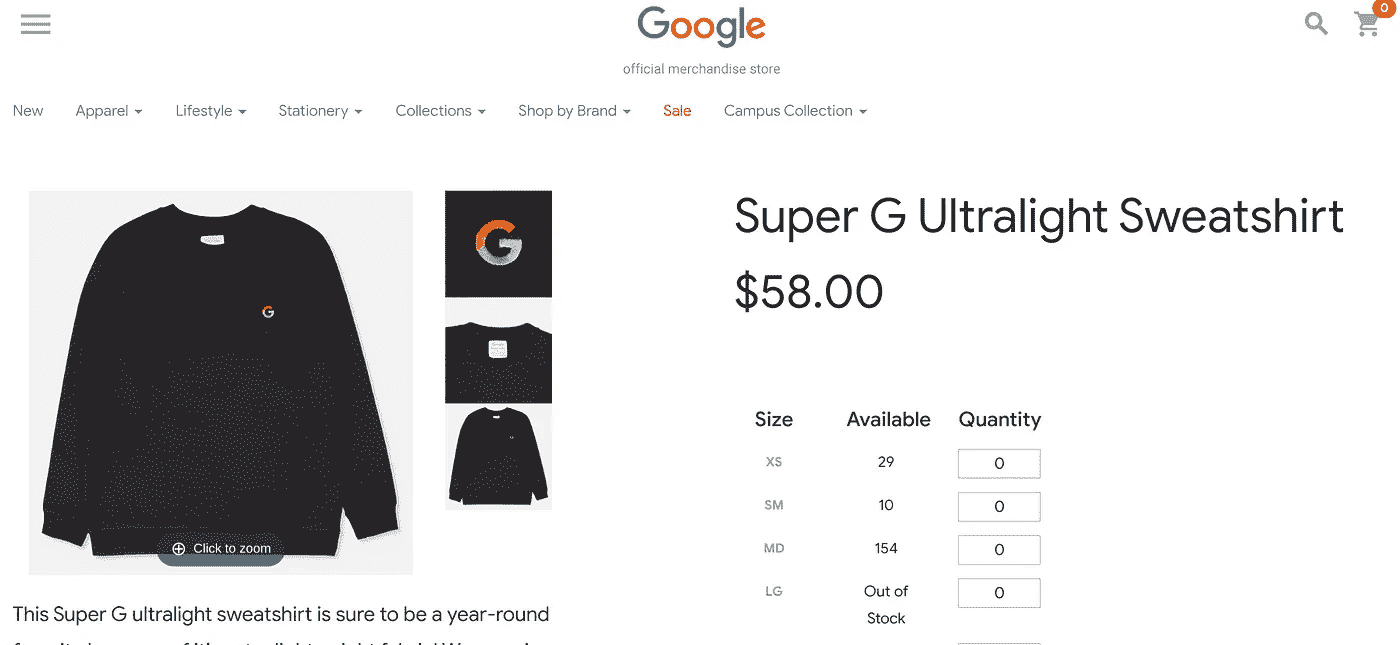 0
Google
official merchandise store
New Apparel Lifestyle Stationery Collections Shop by Brand Sale Campus Collection
G
Super G Ultralight Sweatshirt
$58.00
G
Size Available Quantity
XS 29 0
SM 10 0
MD 154 0
LG Out of Stock 0
Click to zoom
This Super G ultralight sweatshirt is sure to be a year-round